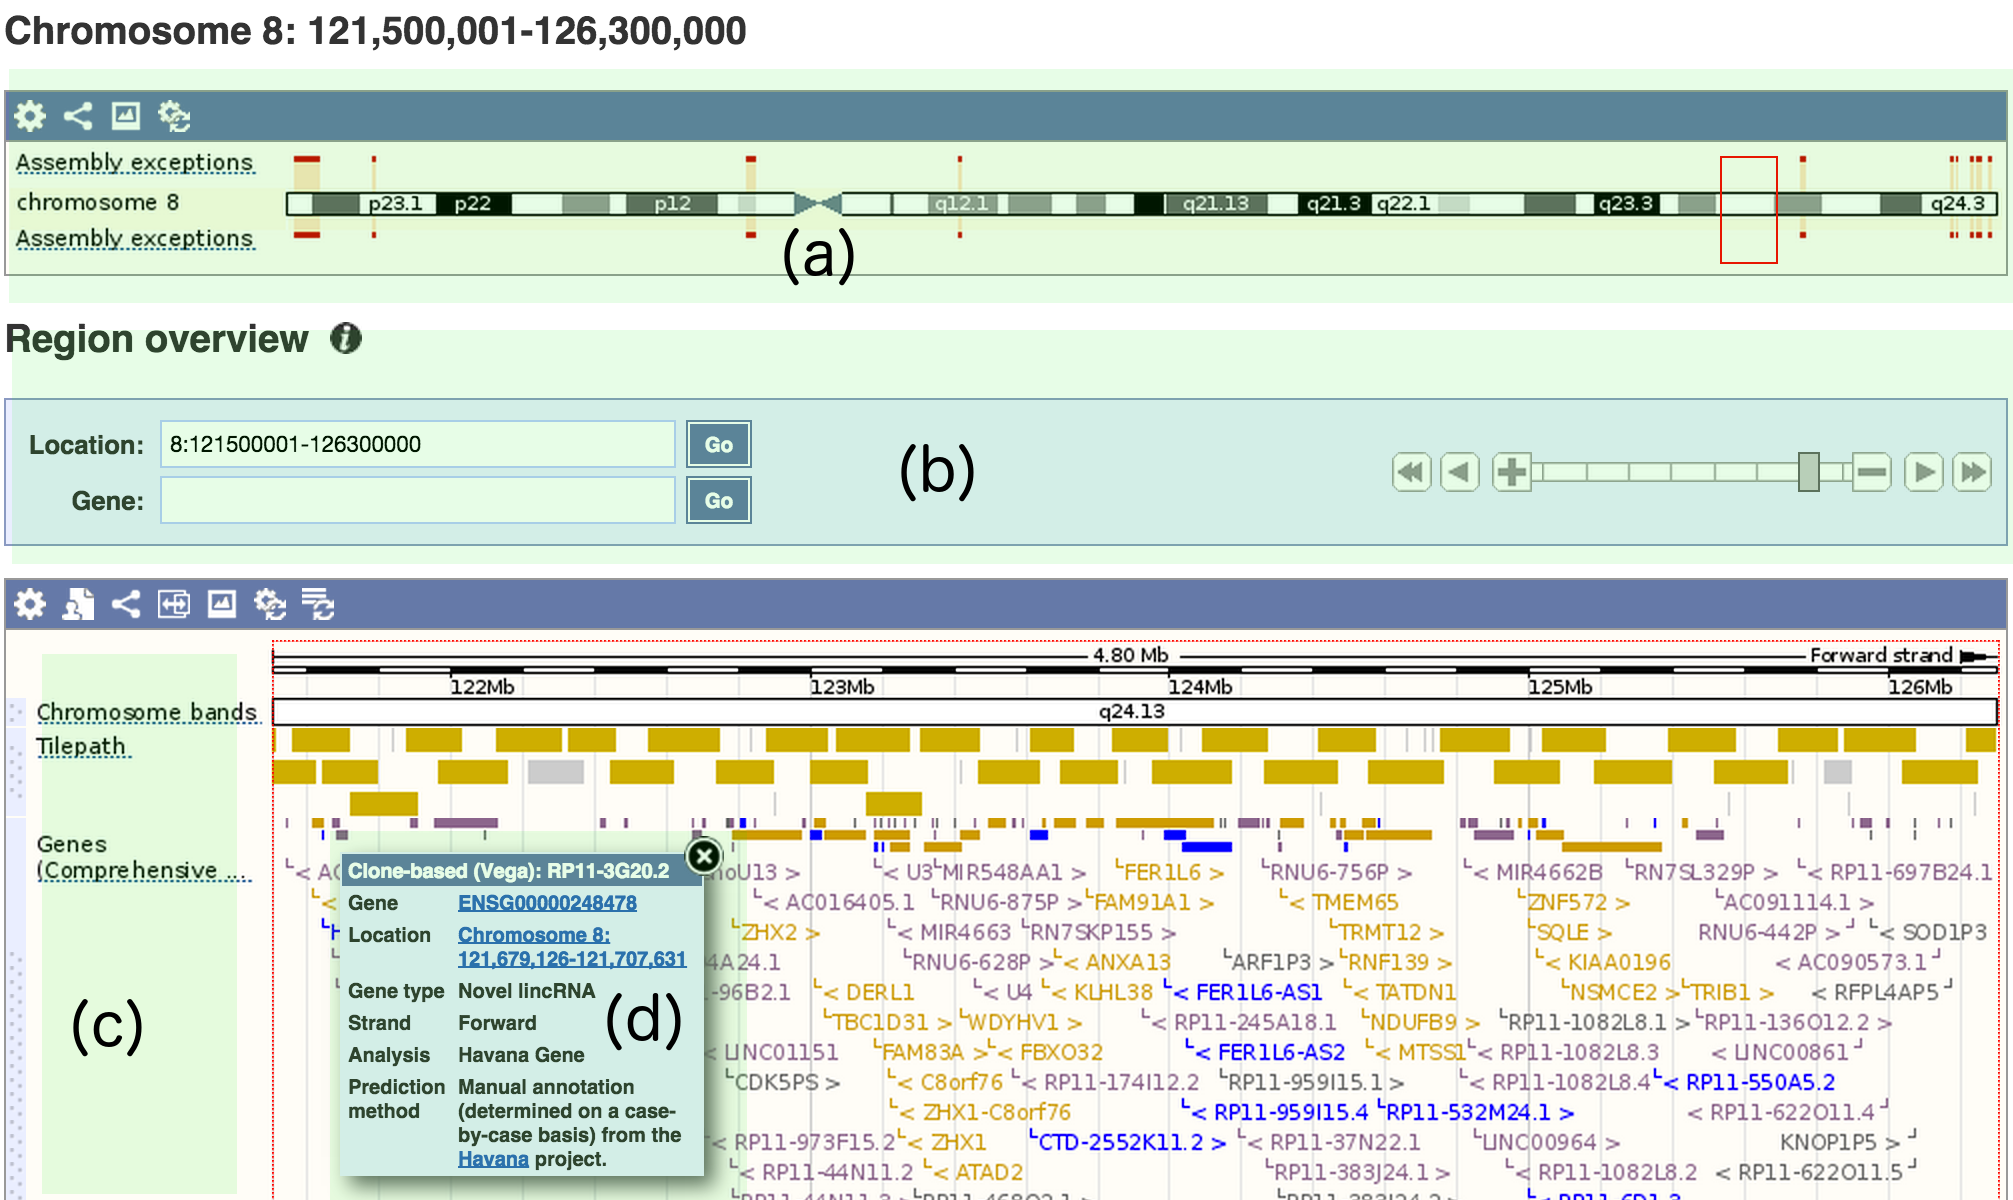 Chromosome 8: 121,500,001-126,300,000
Assembly exceptions
chromosome 8 p23.1 p22 p12 q12.1 q21.13 q21.3 q22.1 q23.3 q24.3
Assembly exceptions
(a)
Region overview i
Location: 8:121500001-126300000 Go
(b)
Gene: Go
4.80 Mb Forward strand
122Mb 123Mb 124Mb 125Mb 126Mb
Chromosome bands q24.13
Tilepath
Genes
(Comprehensive ...
(c)
Clone-based (Vega): RP11-3G20.2
Gene ENSG00000248478
Location Chromosome 8:
121,679,126-121,707,631
Gene type Novel lincRNA
(d)
Strand Forward
Analysis Havana Gene
Prediction Manual annotation
method (determined on a case-
by-case basis) from the
Havana project.
< U3 MIR548AA1 > FER1L6 > RNU6-756P > < MIR4662B RN7SL329P > < RP11-697B24.1
< AC016405.1 RNU6-875P > FAM91A1 > < TMEM65 ZNF572 > AC091114.1 >
ZHX2 > < MIR4663 RN7SKP155 > TRMT12 > SQLE > RNU6-442P > < SOD1P3
4A24.1 RNU6-628P > < ANXA13 ARF1P3 > RNF139 > < KIAA0196 < AC090573.1
-96B2.1 < DERL1 < U4 < KLHL38 < FER1L6-AS1 < TATDN1 NSMCE2 > TRIB1 > < RFPL4AP5
TBC1D31 > WDYHV1 > < RP11-245A18.1 NDUFB9 > RP11-1082L8.1 > RP11-136O12.2 >
< LINC01151 FAM83A > < FBXO32 < FER1L6-AS2 < MTSS1 < RP11-1082L8.3 < LINC00861
CDK5PS > < C8orf76 < RP11-174I12.2 RP11-959I15.1 > < RP11-1082L8.4 < RP11-550A5.2
< ZHX1-C8orf76 < RP11-959I15.4 RP11-532M24.1 > < RP11-622O11.4
< RP11-973F15.2 < ZHX1 CTD-2552K11.2 > < RP11-37N22.1 LINC00964 > KNOP1P5 >
< RP11-44N11.2 < ATAD2 RP11-383J24.1 > < RP11-1082L8.2 < RP11-622O11.5